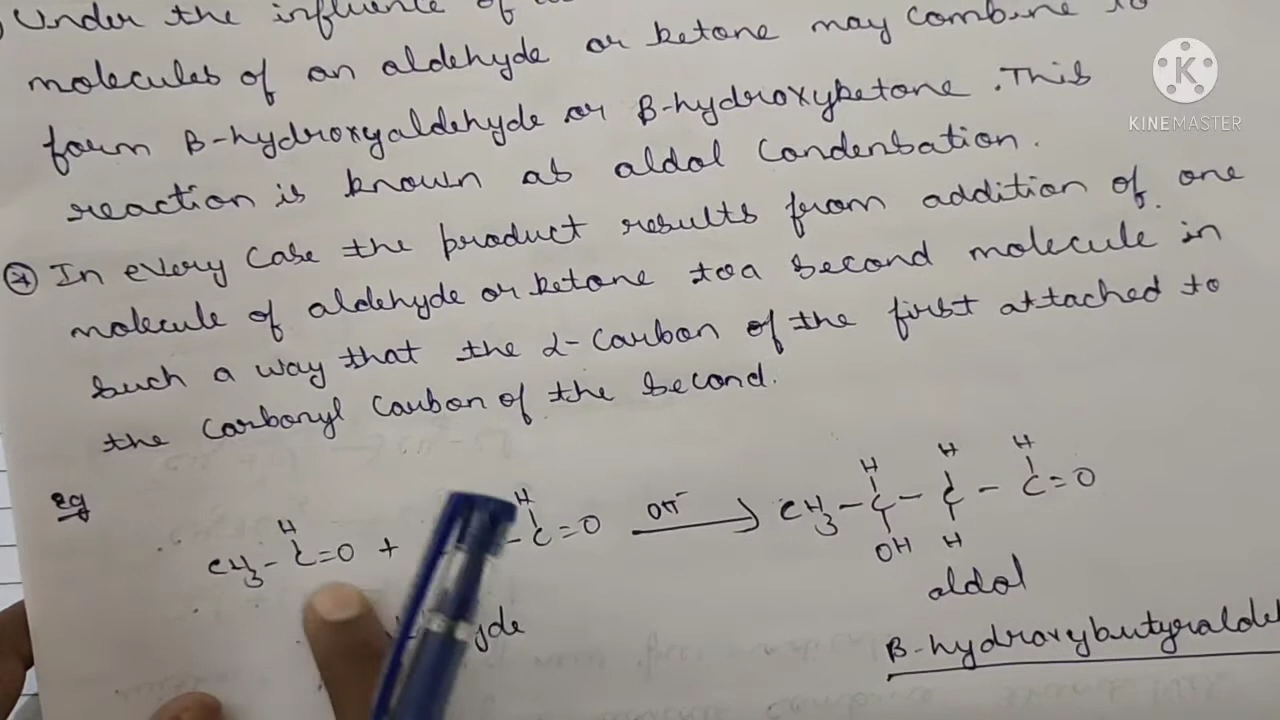 Under the influence of
molecules of an aldehyde or ketone may combine to
form β-hydroxyaldehyde or β-hydroxyketone. This
reaction is known as aldol Condensation.
In every case the product results from addition of one
molecule of aldehyde or ketone to a second molecule in
such a way that the α-Carbon of the first attached to
the Carbonyl Carbon of the second.
eg
H H H H H
CH3-C=O + -C=O OH⁻ → CH3-C-C-C=O
OH H
aldol
yde
β-hydroxybutyralde
K
KINEMASTER